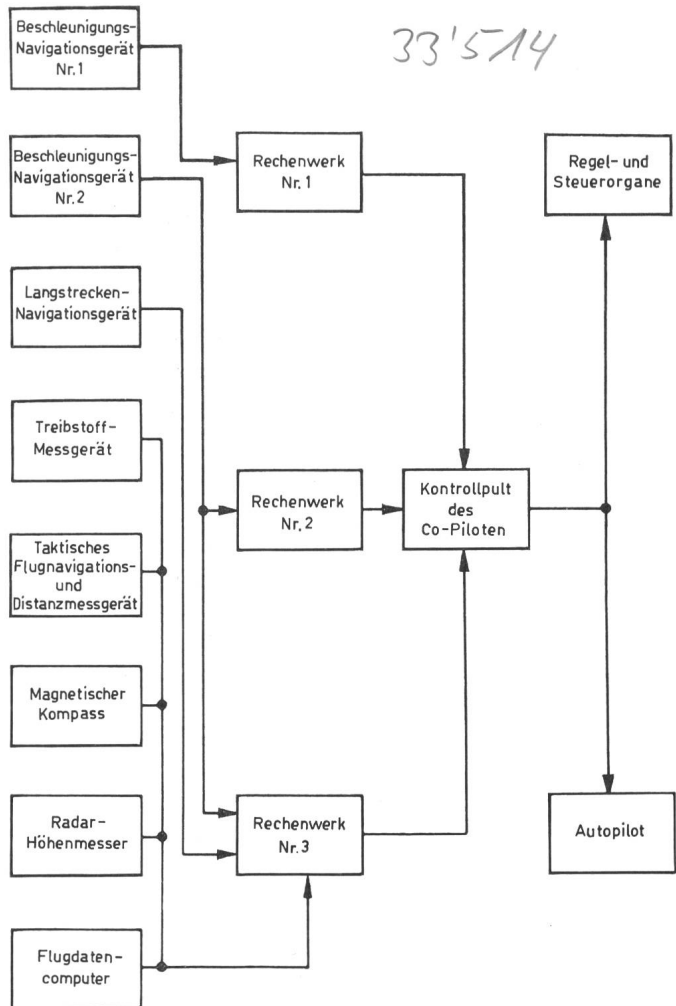 33'514
Beschleunigungs-
Navigationsgerät
Nr.1
Beschleunigungs-
Navigationsgerät
Nr.2
Langstrecken-
Navigationsgerät
Treibstoff-
Messgerät
Taktisches
Flugnavigations-
und
Distanzmessgerät
Magnetischer
Kompass
Radar-
Höhenmesser
Flugdaten-
computer
Rechenwerk
Nr.1
Rechenwerk
Nr.2
Rechenwerk
Nr.3
Kontrollpult
des
Co-Piloten
Regel- und
Steuerorgane
Autopilot